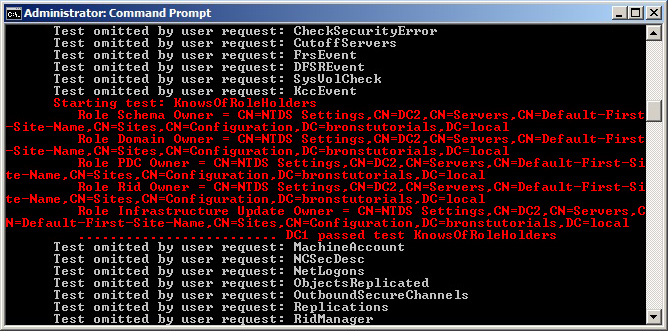 Administrator: Command Prompt
Test omitted by user request: CheckSecurityError
Test omitted by user request: CutoffServers
Test omitted by user request: FrsEvent
Test omitted by user request: DFSREvent
Test omitted by user request: SysVolCheck
Test omitted by user request: KccEvent
Starting test: KnowsOfRoleHolders
Role Schema Owner = CN=NTDS Settings,CN=DC2,CN=Servers,CN=Default-First
-Site-Name,CN=Sites,CN=Configuration,DC=bronstutorials,DC=local
Role Domain Owner = CN=NTDS Settings,CN=DC2,CN=Servers,CN=Default-First
-Site-Name,CN=Sites,CN=Configuration,DC=bronstutorials,DC=local
Role PDC Owner = CN=NTDS Settings,CN=DC2,CN=Servers,CN=Default-First-Si
te-Name,CN=Sites,CN=Configuration,DC=bronstutorials,DC=local
Role Rid Owner = CN=NTDS Settings,CN=DC2,CN=Servers,CN=Default-First-Si
te-Name,CN=Sites,CN=Configuration,DC=bronstutorials,DC=local
Role Infrastructure Update Owner = CN=NTDS Settings,CN=DC2,CN=Servers,C
N=Default-First-Site-Name,CN=Sites,CN=Configuration,DC=bronstutorials,DC=local
......................... DC1 passed test KnowsOfRoleHolders
Test omitted by user request: MachineAccount
Test omitted by user request: NCSecDesc
Test omitted by user request: NetLogons
Test omitted by user request: ObjectsReplicated
Test omitted by user request: OutboundSecureChannels
Test omitted by user request: Replications
Test omitted by user request: RidManager